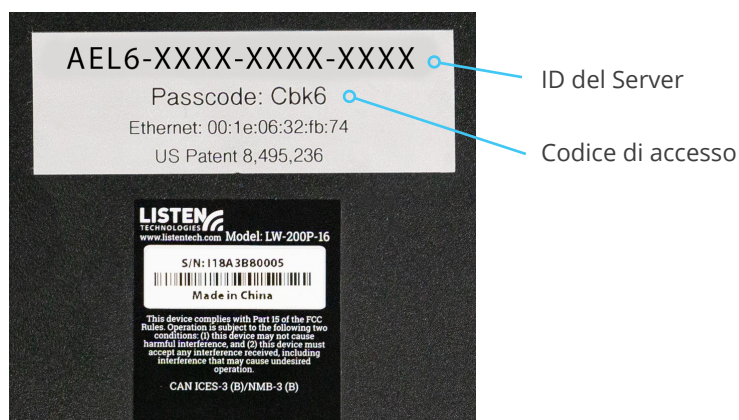 AEL6-XXXX-XXXX-XXXX
ID del Server
Passcode: Cbk6
Codice di accesso
Ethernet: 00:1e:06:32:fb:74
US Patent 8,495,236
LISTEN
TECHNOLOGIES
www.listentech.com Model: LW-200P-16
S/N: I18A3B80005
Made in China
This device complies with Part 15 of the FCC
Rules. Operation is subject to the following two
conditions: (1) this device may not cause
harmful interference, and (2) this device must
accept any interference received, including
interference that may cause undesired
operation.
CAN ICES-3 (B)/NMB-3 (B)